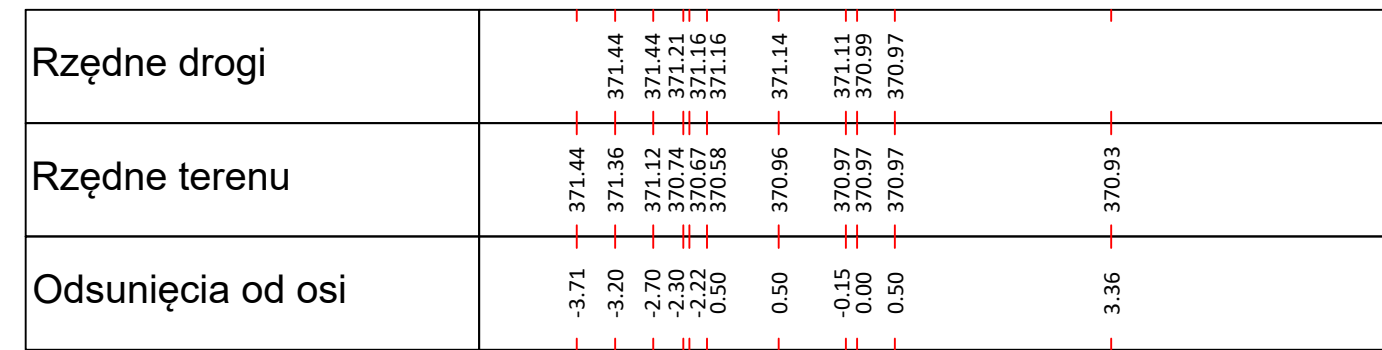 Rzędne drogi 371.44 371.44 371.21 371.16 371.16 371.14 371.11 370.99 370.97
Rzędne terenu 371.44 371.36 371.12 370.74 370.67 370.58 370.96 370.97 370.97 370.97 370.93
Odsunięcia od osi -3.71 -3.20 -2.70 -2.30 -2.22 0.50 0.50 -0.15 0.00 0.50 3.36